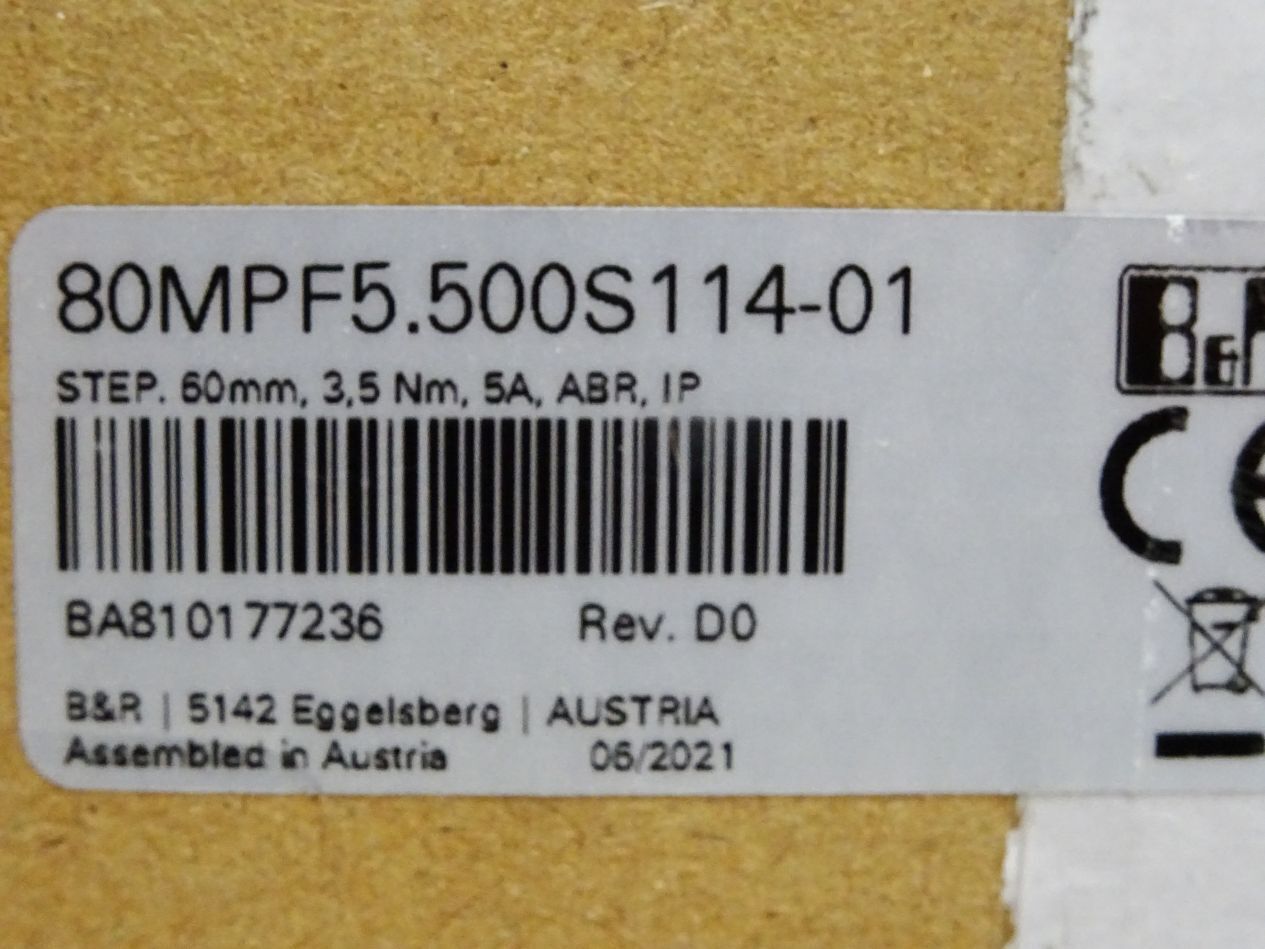 80MPF5.500S114-01
STEP. 60mm, 3,5 Nm, 5A, ABR, IP
BA810177236 Rev. D0
B&R | 5142 Eggelsberg | AUSTRIA
Assembled in Austria 06/2021
CE